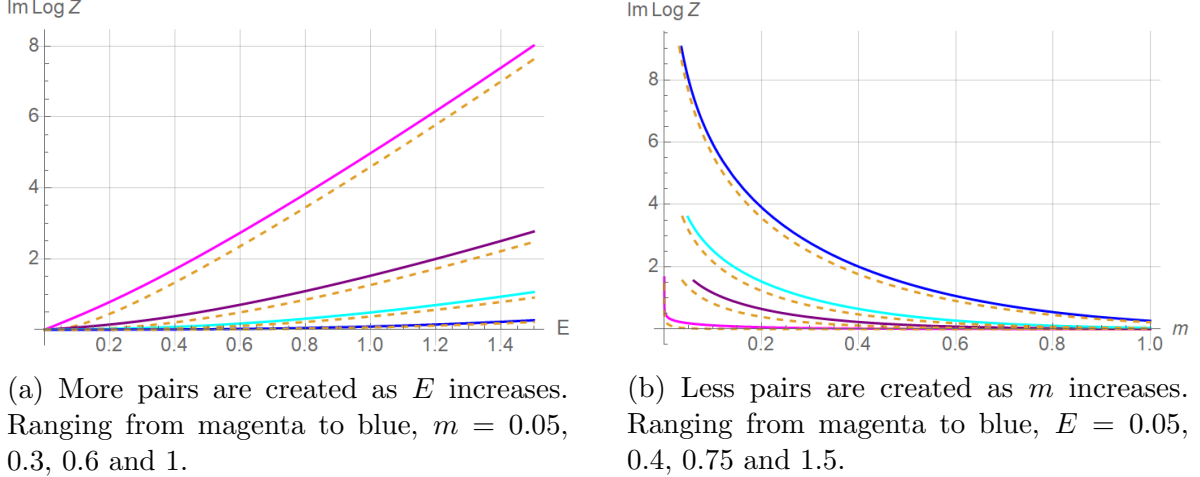 Im Log Z
8
6
4
2
0.2 0.4 0.6 0.8 1.0 1.2 1.4
E
(a) More pairs are created as E increases.
Ranging from magenta to blue, m = 0.05,
0.3, 0.6 and 1.
Im Log Z
8
6
4
2
0.2 0.4 0.6 0.8 1.0
m
(b) Less pairs are created as m increases.
Ranging from magenta to blue, E = 0.05,
0.4, 0.75 and 1.5.